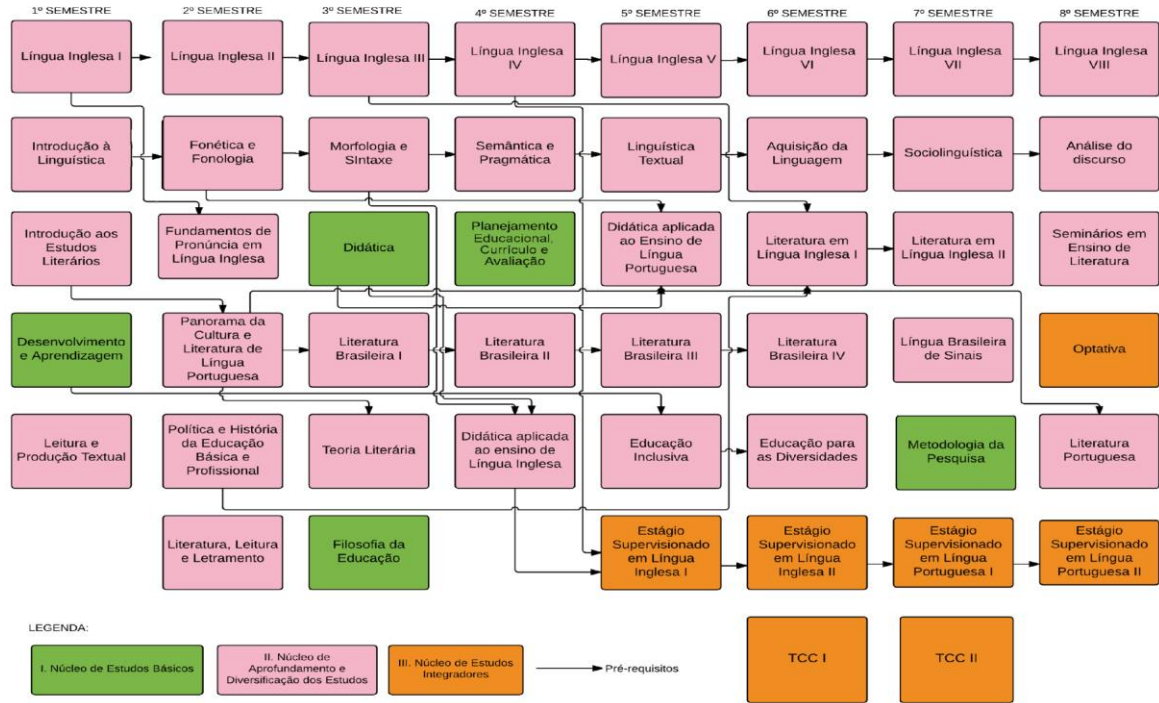 1º SEMESTRE
2º SEMESTRE
3º SEMESTRE
4º SEMESTRE
5º SEMESTRE
6º SEMESTRE
7º SEMESTRE
8º SEMESTRE
Língua Inglesa I
Língua Inglesa II
Língua Inglesa III
Língua Inglesa
IV
Língua Inglesa V
Língua Inglesa
VI
Língua Inglesa
VII
Língua Inglesa
VIII
Introdução à
Linguística
Fonética e
Fonologia
Morfologia e
SIntaxe
Semântica e
Pragmática
Linguística
Textual
Aquisição da
Linguagem
Sociolinguística
Análise do
discurso
Introdução aos
Estudos
Literários
Fundamentos de
Pronúncia em
Língua Inglesa
Didática
Planejamento
Educacional,
Currículo e
Avaliação
Didática aplicada
ao Ensino de
Língua
Portuguesa
Literatura em
Língua Inglesa I
Literatura em
Língua Inglesa II
Seminários em
Ensino de
Literatura
Desenvolvimento
e Aprendizagem
Panorama da
Cultura e
Literatura de
Língua
Portuguesa
Literatura
Brasileira I
Literatura
Brasileira II
Literatura
Brasileira III
Literatura
Brasileira IV
Língua Brasileira
de Sinais
Optativa
Leitura e
Produção Textual
Política e História
da Educação
Básica e
Profissional
Teoria Literária
Didática aplicada
ao ensino de
Língua Inglesa
Educação
Inclusiva
Educação para
as Diversidades
Metodologia da
Pesquisa
Literatura
Portuguesa
Literatura, Leitura
e Letramento
Filosofia da
Educação
Estágio
Supervisionado
em Língua
Inglesa I
Estágio
Supervisionado
em Língua
Inglesa II
Estágio
Supervisionado
em Língua
Portuguesa I
Estágio
Supervisionado
em Língua
Portuguesa II
LEGENDA:
I. Núcleo de Estudos Básicos
II. Núcleo de
Aprofundamento e
Diversificação dos Estudos
III. Núcleo de Estudos
Integradores
Pré-requisitos
TCC I
TCC II